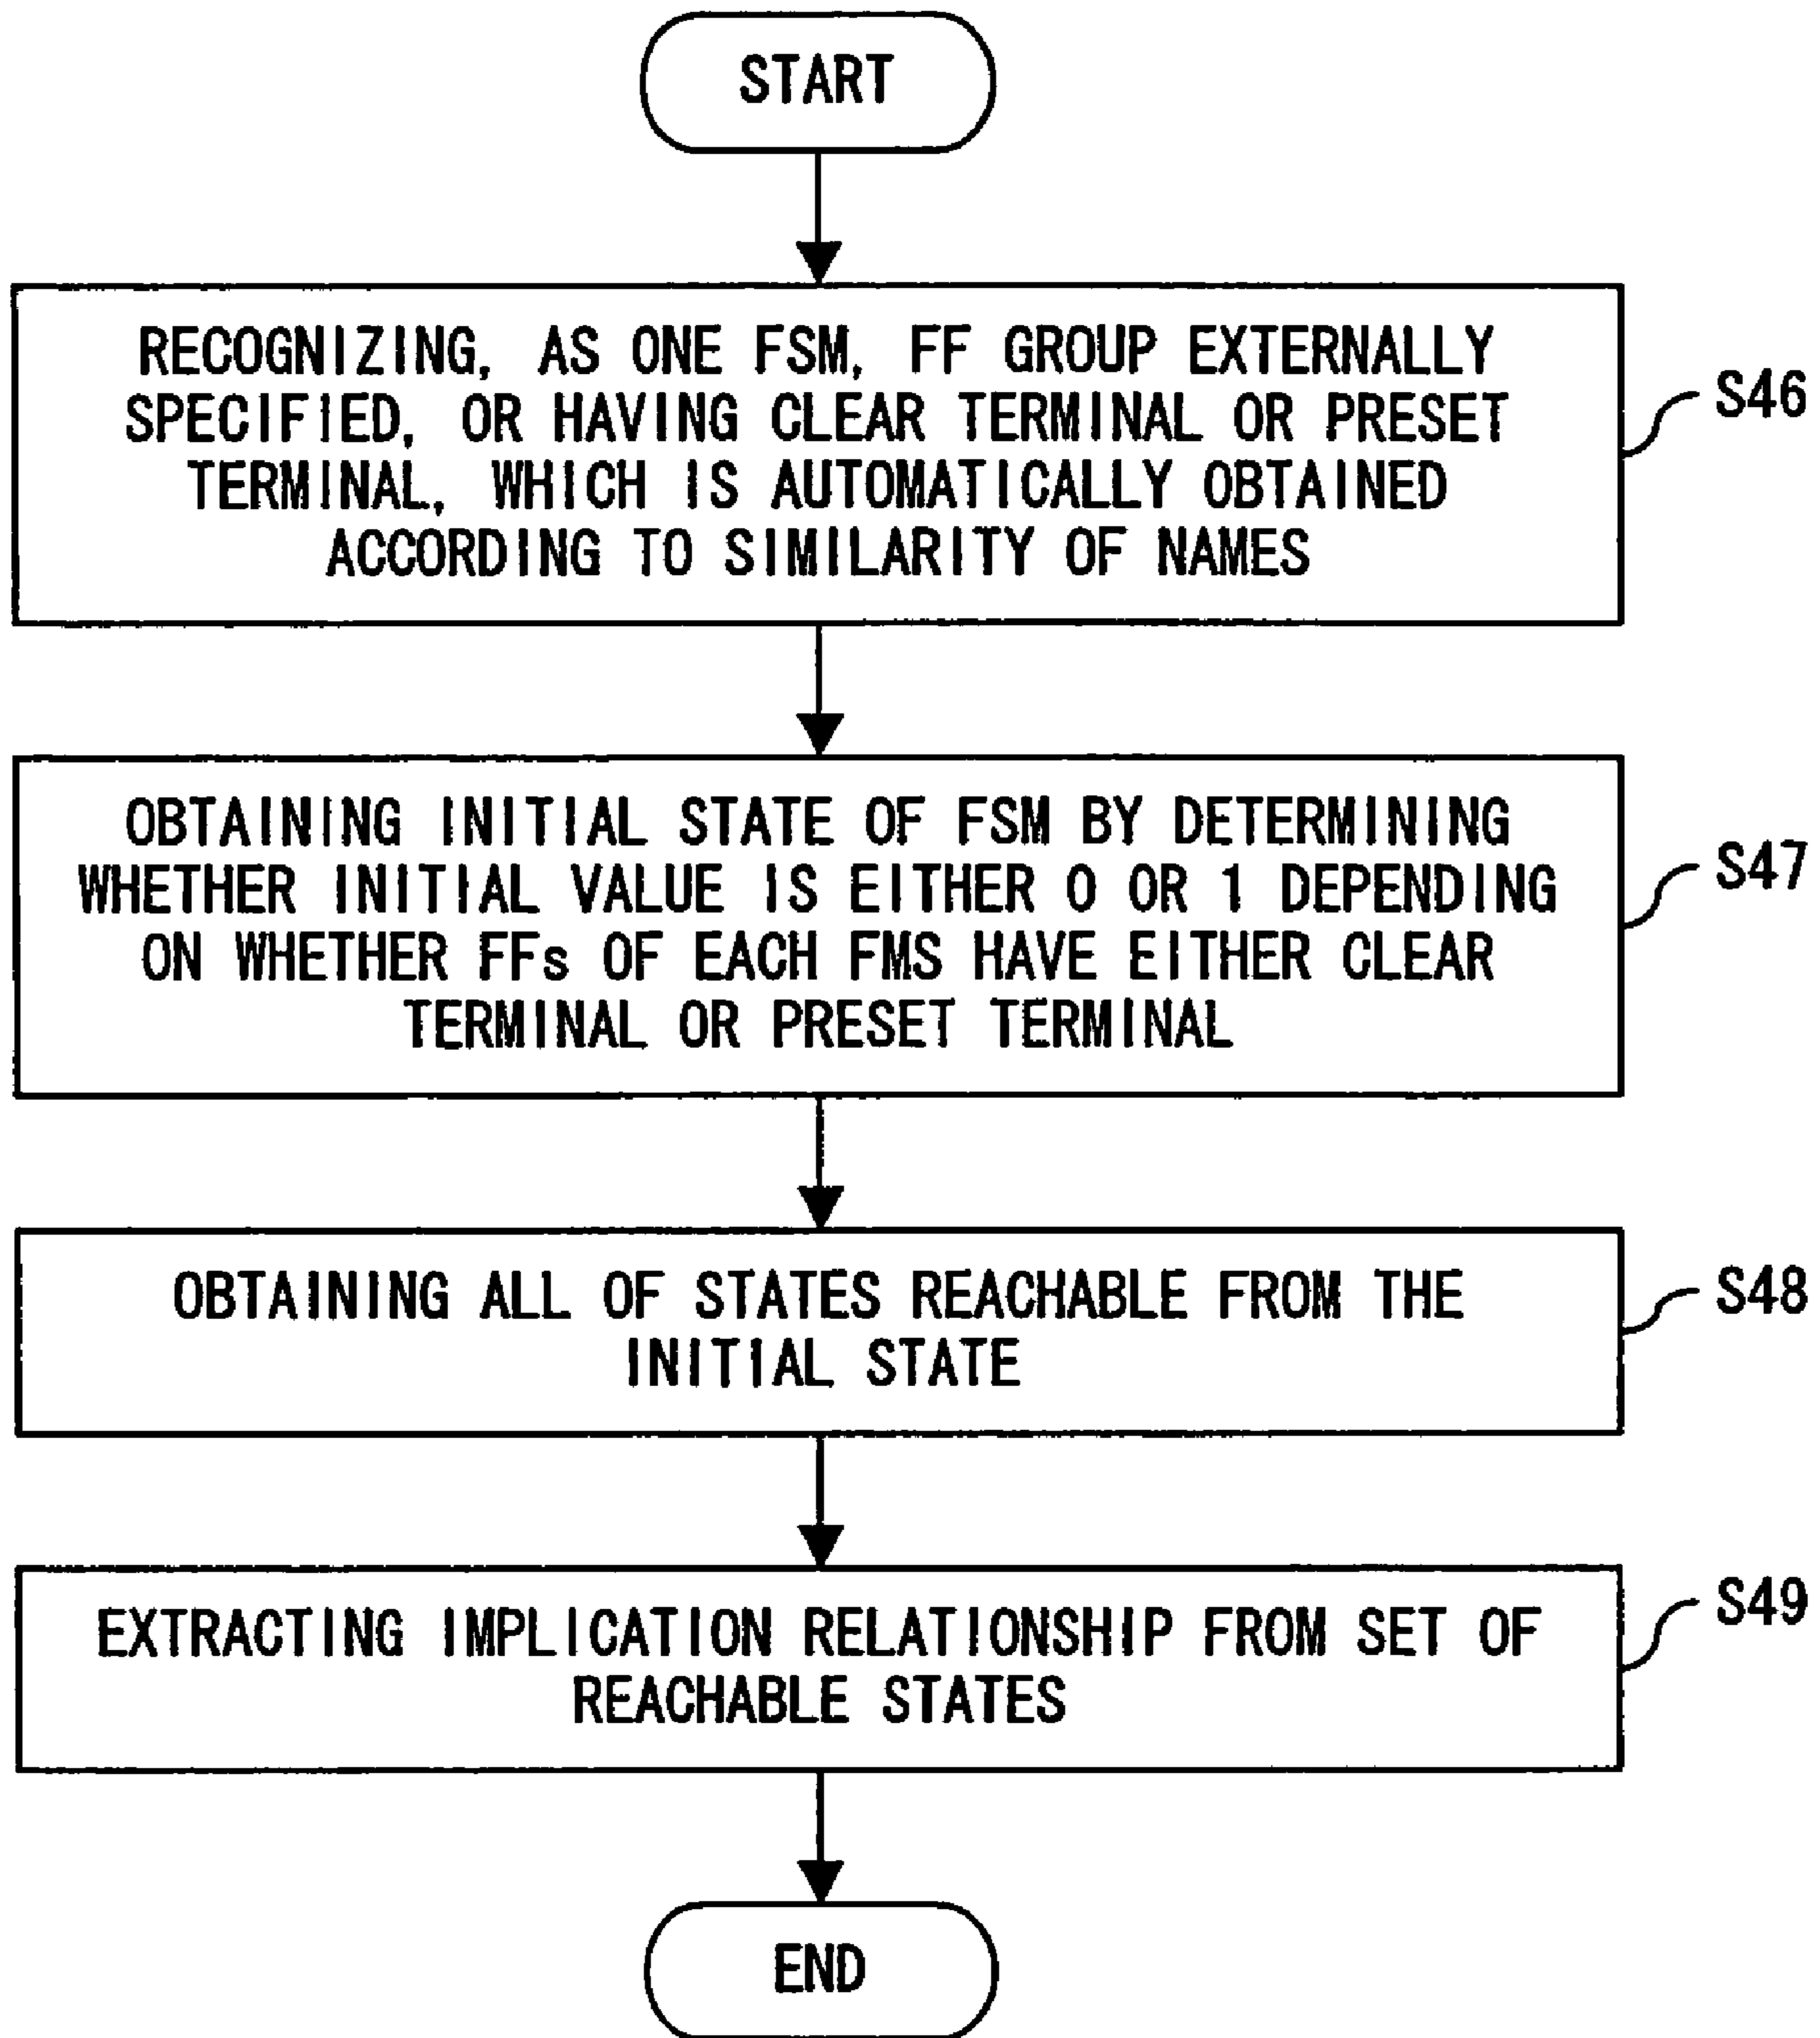 START
RECOGNIZING, AS ONE FSM, FF GROUP EXTERNALLY
SPECIFIED, OR HAVING CLEAR TERMINAL OR PRESET
TERMINAL, WHICH IS AUTOMATICALLY OBTAINED
ACCORDING TO SIMILARITY OF NAMES
S46
OBTAINING INITIAL STATE OF FSM BY DETERMINING
WHETHER INITIAL VALUE IS EITHER 0 OR 1 DEPENDING
ON WHETHER FFs OF EACH FMS HAVE EITHER CLEAR
TERMINAL OR PRESET TERMINAL
S47
OBTAINING ALL OF STATES REACHABLE FROM THE
INITIAL STATE
S48
EXTRACTING IMPLICATION RELATIONSHIP FROM SET OF
REACHABLE STATES
S49
END